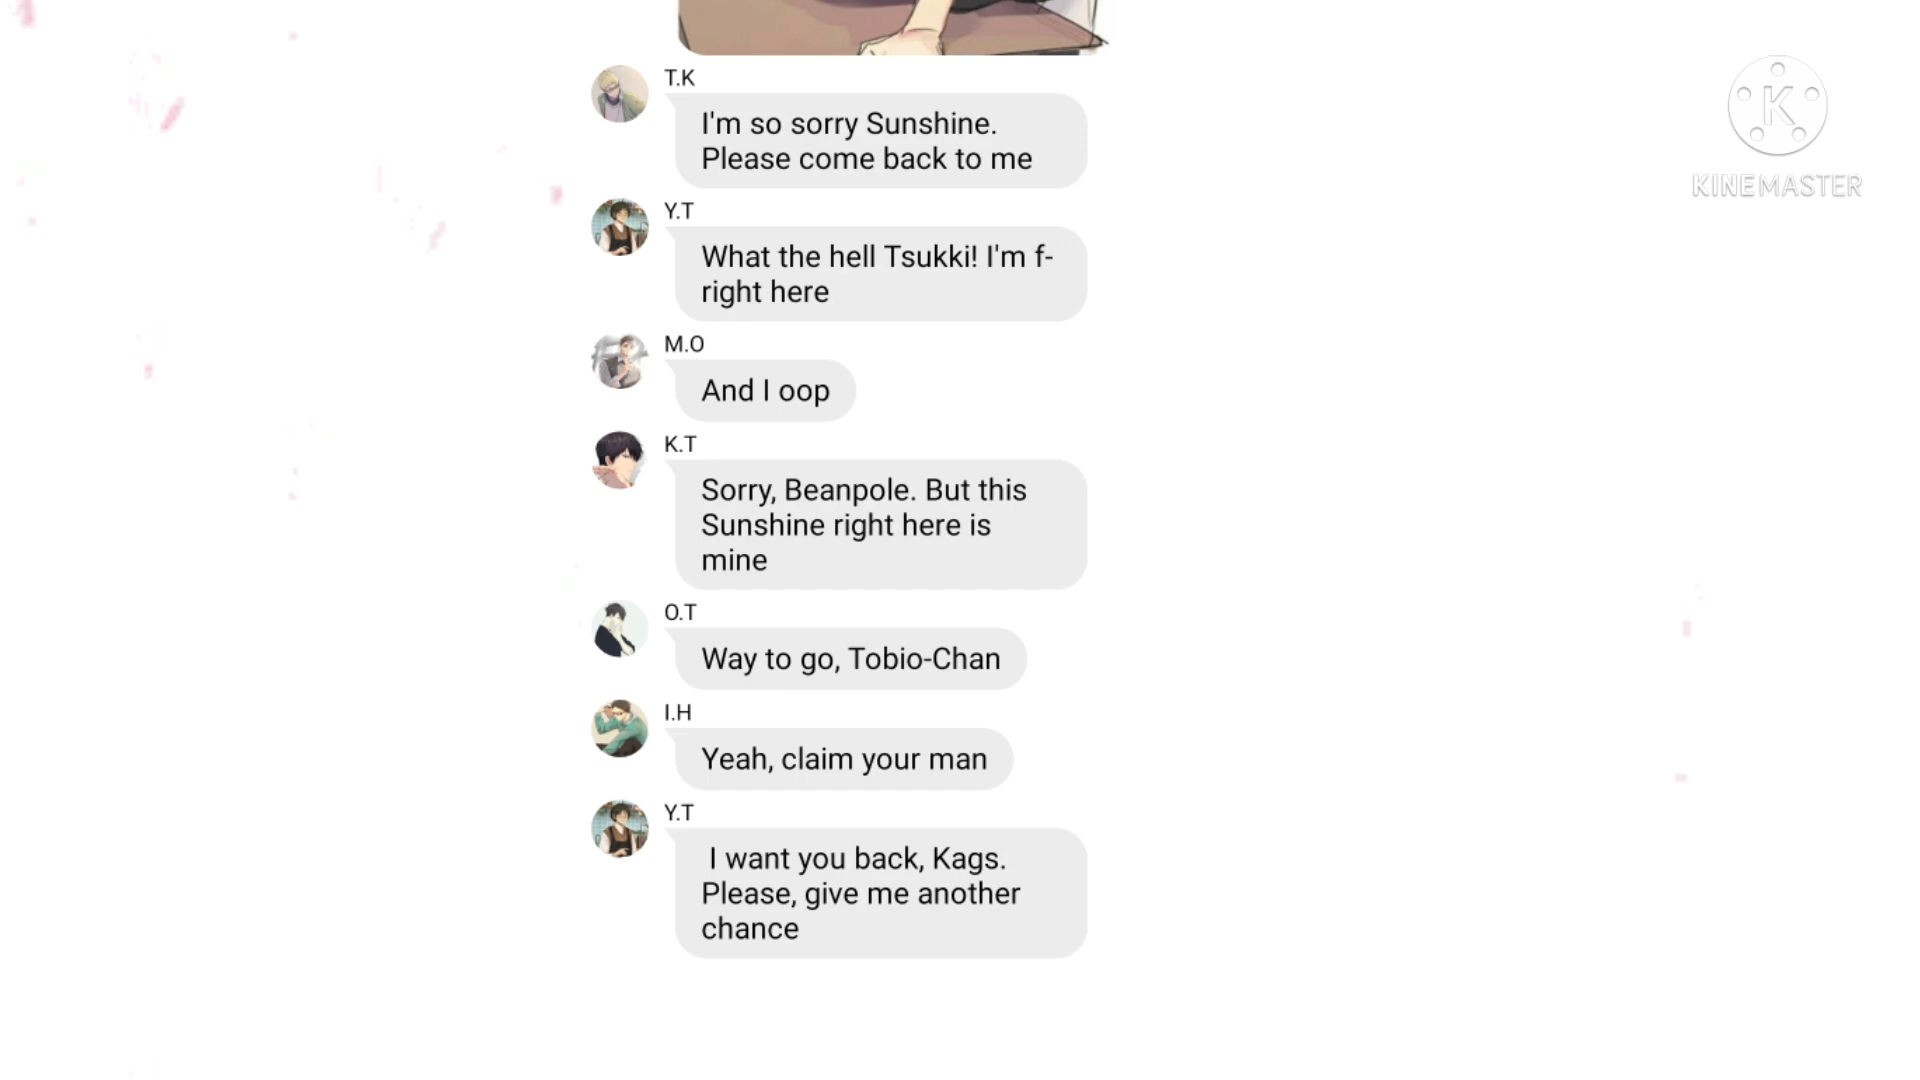 T.K
I'm so sorry Sunshine.
Please come back to me
Y.T
What the hell Tsukki! I'm f-
right here
M.O
And I oop
K.T
Sorry, Beanpole. But this
Sunshine right here is
mine
O.T
Way to go, Tobio-Chan
I.H
Yeah, claim your man
Y.T
I want you back, Kags.
Please, give me another
chance
K
KINEMASTER